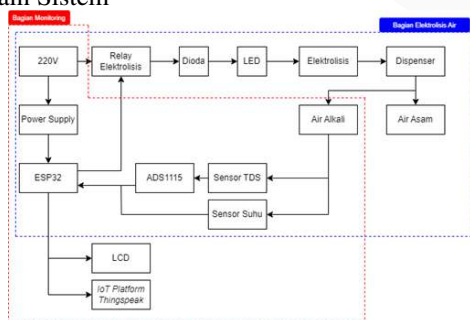 am Sistem
Bagian Monitoring
Bagian Elektrolisis Air
220V
Relay
Elektrolisis
Dioda
LED
Elektrolisis
Dispenser
Power Supply
Air Alkali
Air Asam
ESP32
ADS1115
Sensor TDS
Sensor Suhu
LCD
IoT Platform
Thingspeak